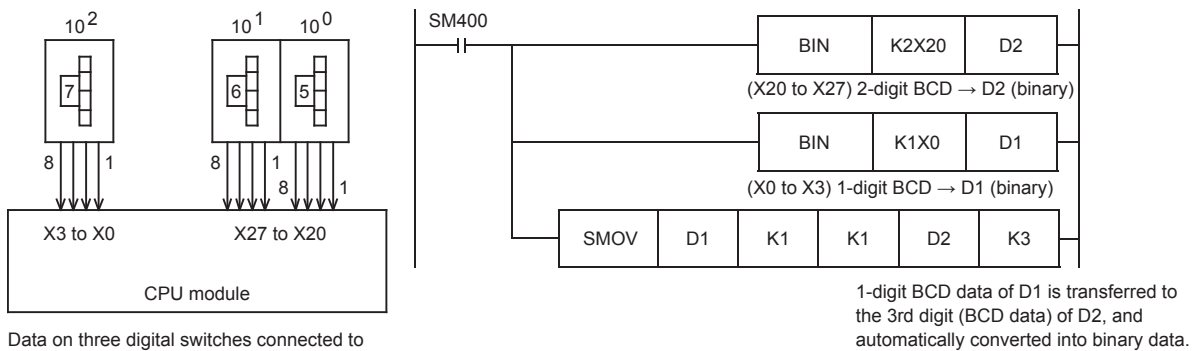 10²
10¹ 10⁰
7
6
5
8 1
8 1
8 1
X3 to X0
X27 to X20
CPU module
Data on three digital switches connected to
SM400
BIN K2X20 D2
(X20 to X27) 2-digit BCD → D2 (binary)
BIN K1X0 D1
(X0 to X3) 1-digit BCD → D1 (binary)
SMOV D1 K1 K1 D2 K3
1-digit BCD data of D1 is transferred to
the 3rd digit (BCD data) of D2, and
automatically converted into binary data.